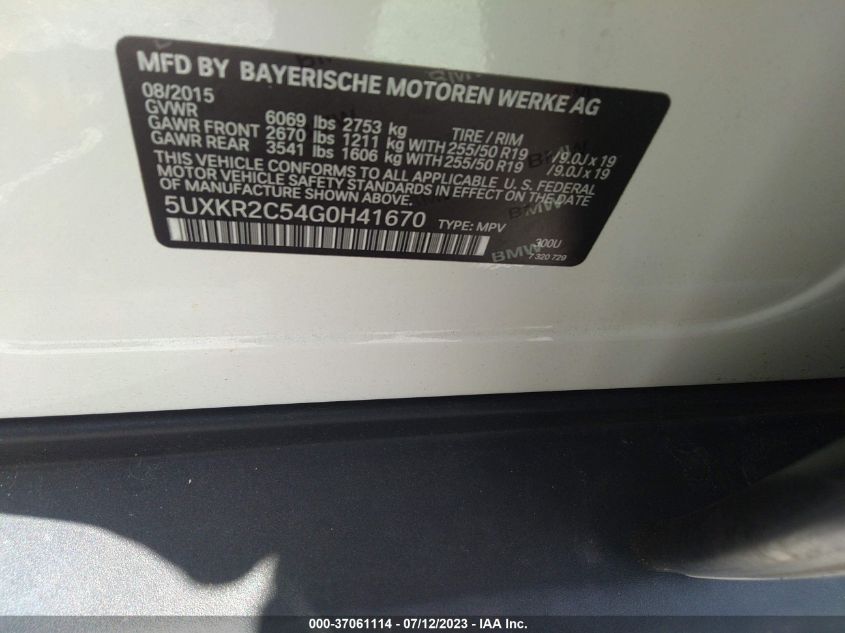 MFD BY BAYERISCHE MOTOREN WERKE AG
08/2015
GVWR 6069 lbs 2753 kg TIRE / RIM
GAWR FRONT 2670 lbs 1211 kg WITH 255/50 R19 / 9.0J x 19
GAWR REAR 3541 lbs 1606 kg WITH 255/50 R19 / 9.0J x 19
THIS VEHICLE CONFORMS TO ALL APPLICABLE U. S. FEDERAL
MOTOR VEHICLE SAFETY STANDARDS IN EFFECT ON THE DATE
OF MANUFACTURE SHOWN ABOVE.
5UXKR2C54G0H41670 TYPE: MPV
300U
BMW 7 320 729
000-37061114 - 07/12/2023 - IAA Inc.